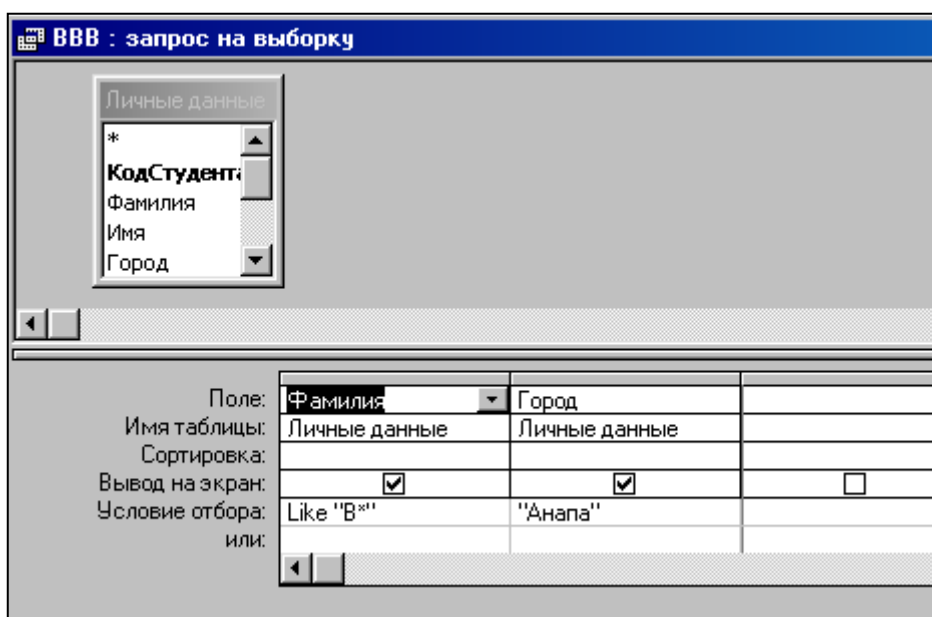 ВВВ : запрос на выборку
Личные данные
*
КодСтудента
Фамилия
Имя
Город
Поле: Фамилия Город
Имя таблицы: Личные данные Личные данные
Сортировка:
Вывод на экран:
Условие отбора: Like "В*" "Анапа"
или: